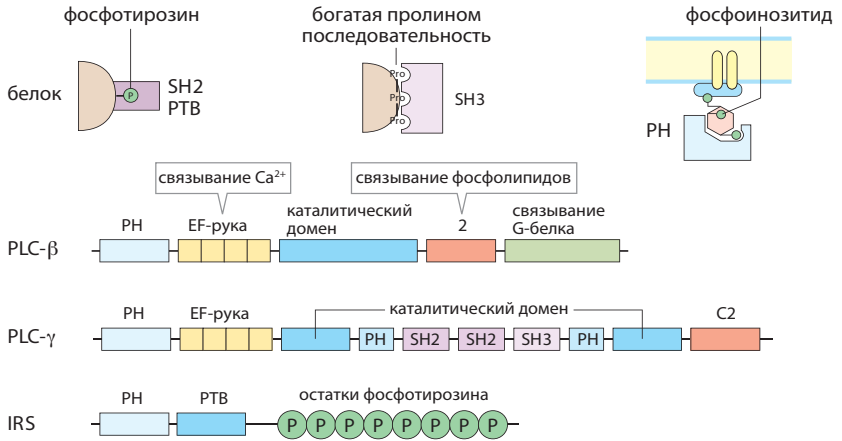 фосфотирозин
богатая пролином
последовательность
фосфоинозитид
белок
P
SH2
PTB
Pro
Pro
Pro
SH3
PH
связывание Ca²⁺
связывание фосфолипидов
PLC-β
PH
EF-рука
каталитический
домен
2
связывание
G-белка
PLC-γ
PH
EF-рука
каталитический домен
C2
PH
SH2
SH2
SH3
PH
IRS
PH
PTB
остатки фосфотирозина
P P P P P P P P